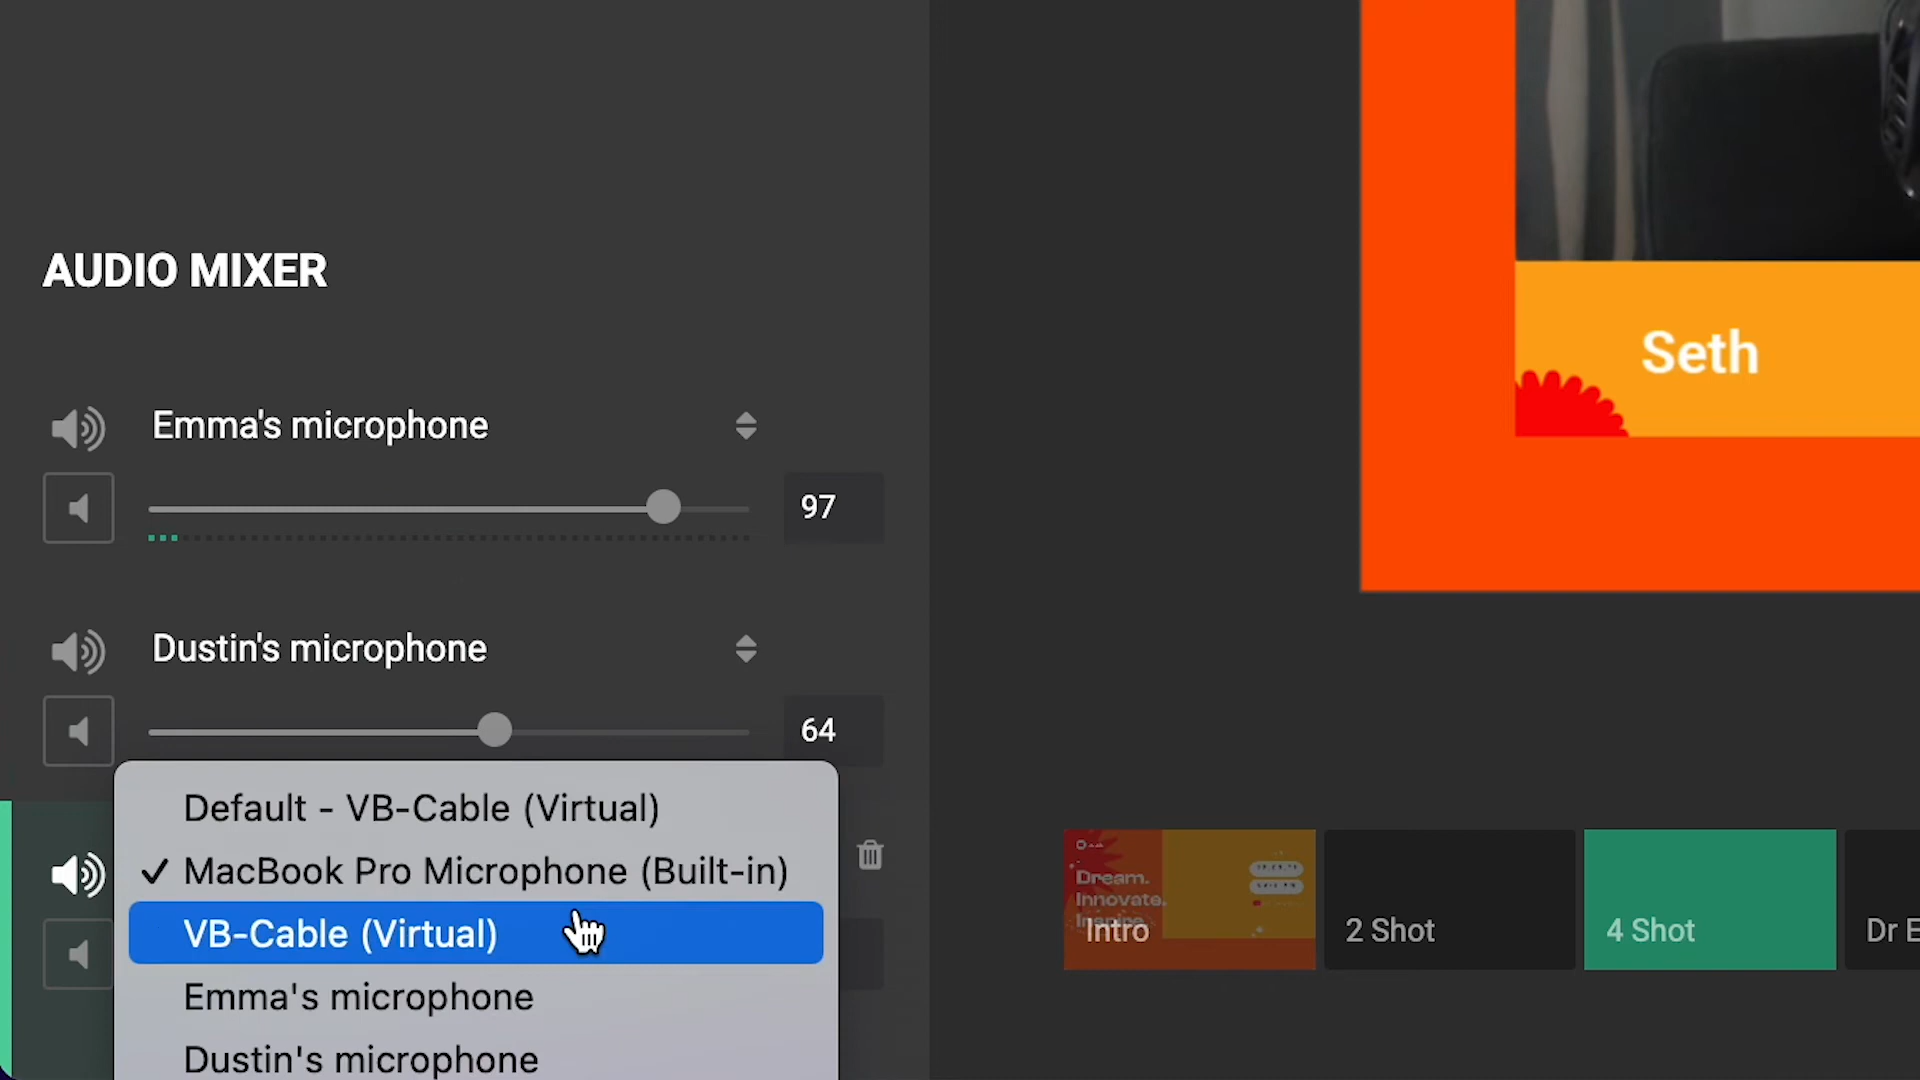 AUDIO MIXER
Seth
Emma's microphone
97
Dustin's microphone
64
Default - VB-Cable (Virtual)
✓ MacBook Pro Microphone (Built-in)
VB-Cable (Virtual)
Emma's microphone
Dustin's microphone
Dream.
Innovate.
Inspire.
Intro
2 Shot
4 Shot
Dr E